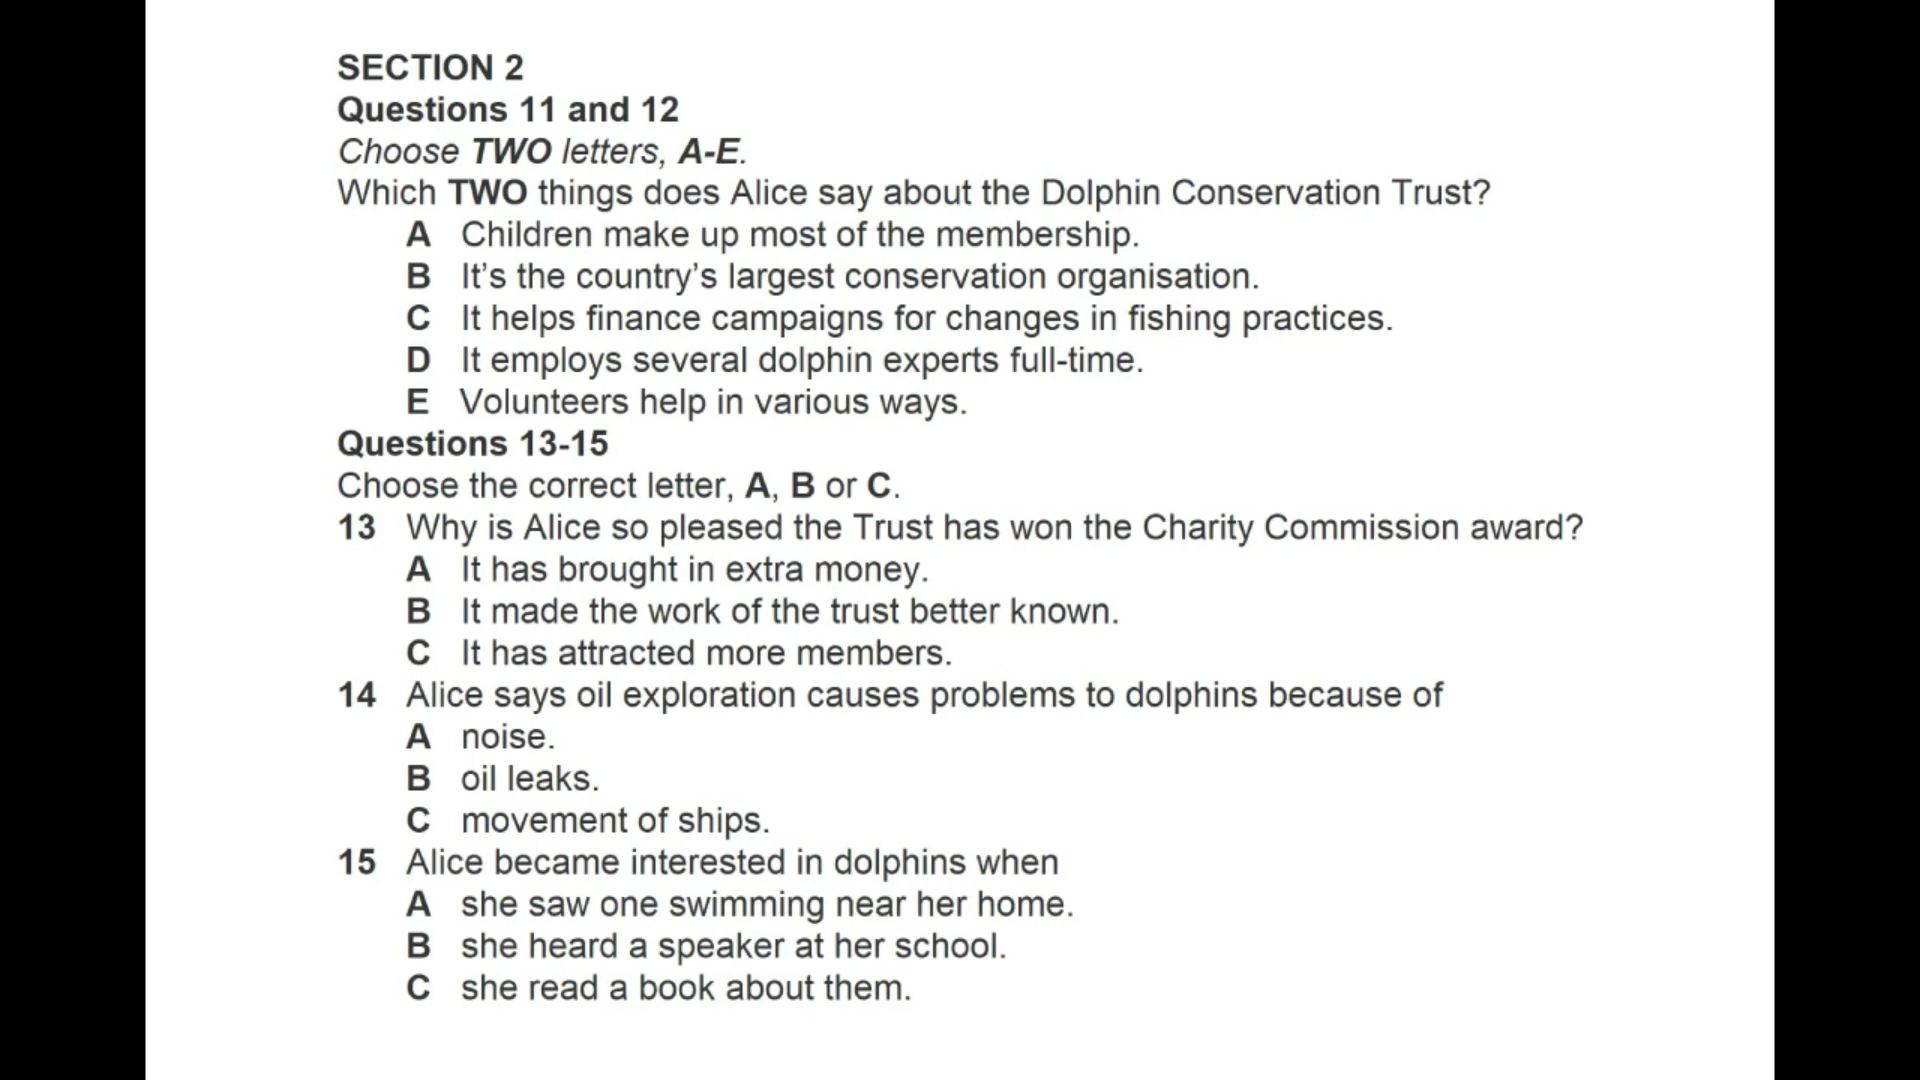 SECTION 2
Questions 11 and 12
Choose TWO letters, A-E.
Which TWO things does Alice say about the Dolphin Conservation Trust?
A Children make up most of the membership.
B It’s the country’s largest conservation organisation.
C It helps finance campaigns for changes in fishing practices.
D It employs several dolphin experts full-time.
E Volunteers help in various ways.
Questions 13-15
Choose the correct letter, A, B or C.
13 Why is Alice so pleased the Trust has won the Charity Commission award?
A It has brought in extra money.
B It made the work of the trust better known.
C It has attracted more members.
14 Alice says oil exploration causes problems to dolphins because of
A noise.
B oil leaks.
C movement of ships.
15 Alice became interested in dolphins when
A she saw one swimming near her home.
B she heard a speaker at her school.
C she read a book about them.